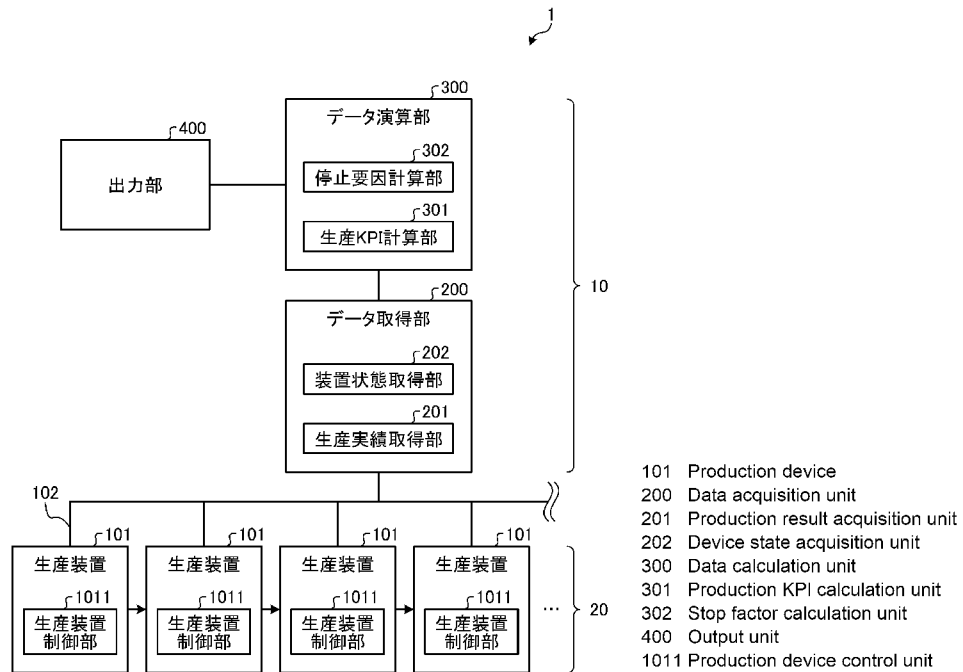 1
300
データ演算部
400
出力部
302
停止要因計算部
301
生産KPI計算部
10
200
データ取得部
202
装置状態取得部
201
生産実績取得部
102
101
生産装置
1011
生産装置
制御部
101
生産装置
1011
生産装置
制御部
101
生産装置
1011
生産装置
制御部
101
生産装置
1011
生産装置
制御部
…
20
101 Production device
200 Data acquisition unit
201 Production result acquisition unit
202 Device state acquisition unit
300 Data calculation unit
301 Production KPI calculation unit
302 Stop factor calculation unit
400 Output unit
1011 Production device control unit